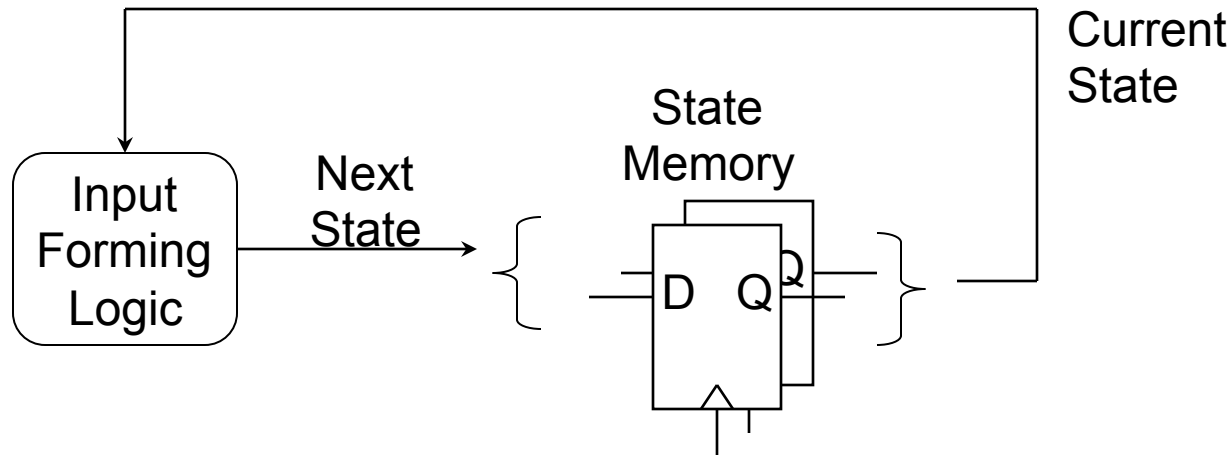 Current
State
State
Memory
Next
State
Input
Forming
Logic
D
Q
Q